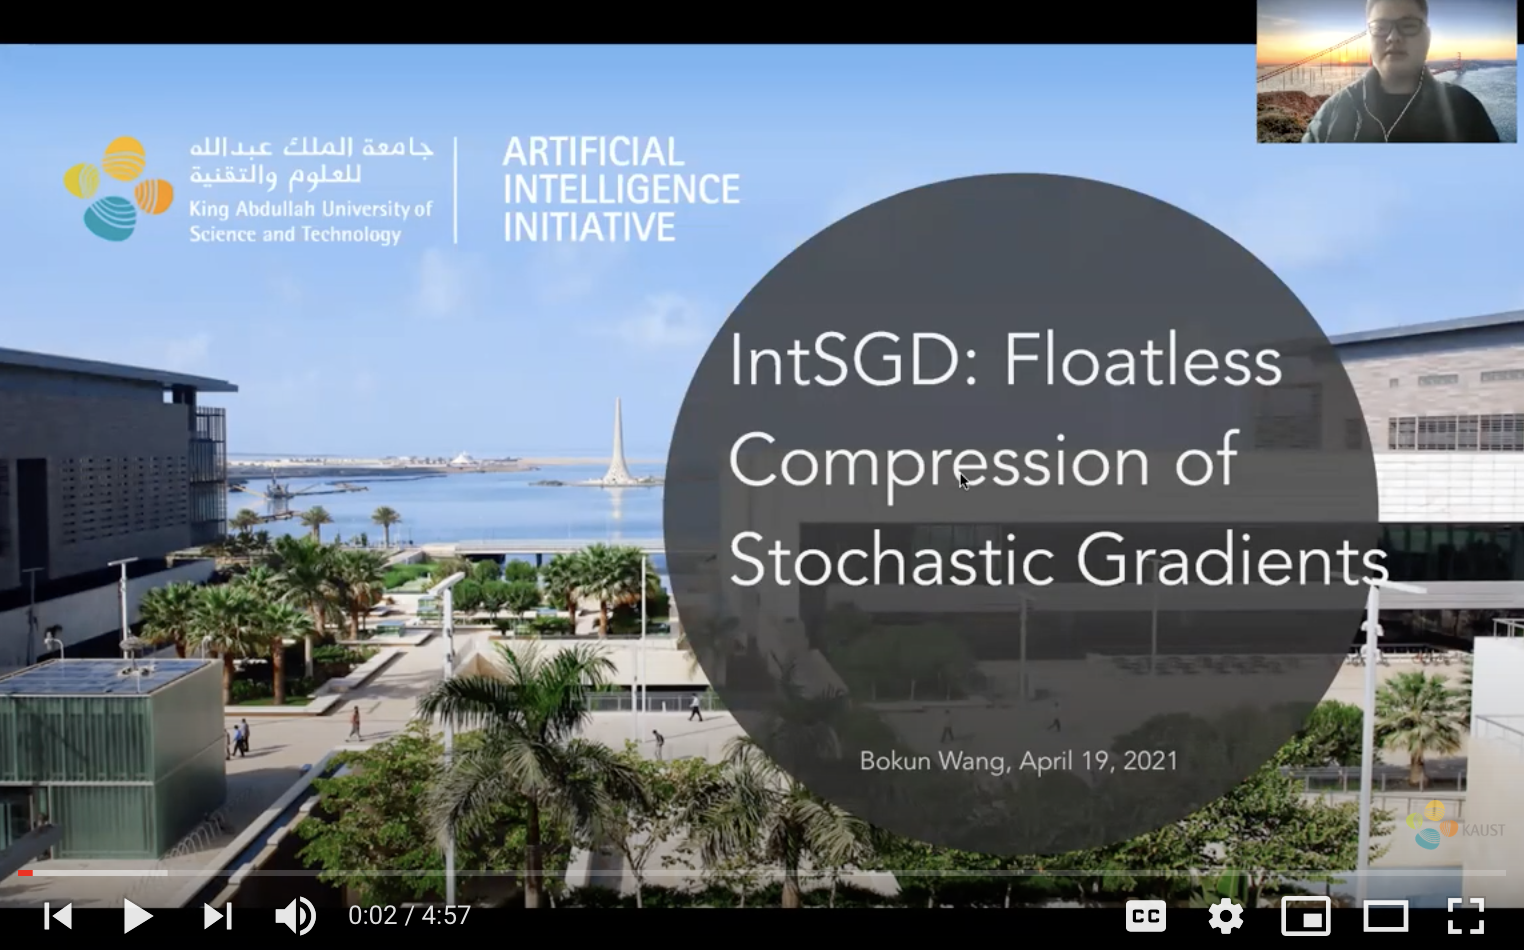 جامعة الملك عبدالله
للعلوم والتقنية
King Abdullah University of
Science and Technology
ARTIFICIAL
INTELLIGENCE
INITIATIVE
IntSGD: Floatless
Compression of
Stochastic Gradients
Bokun Wang, April 19, 2021
KAUST
0:02 / 4:57
CC